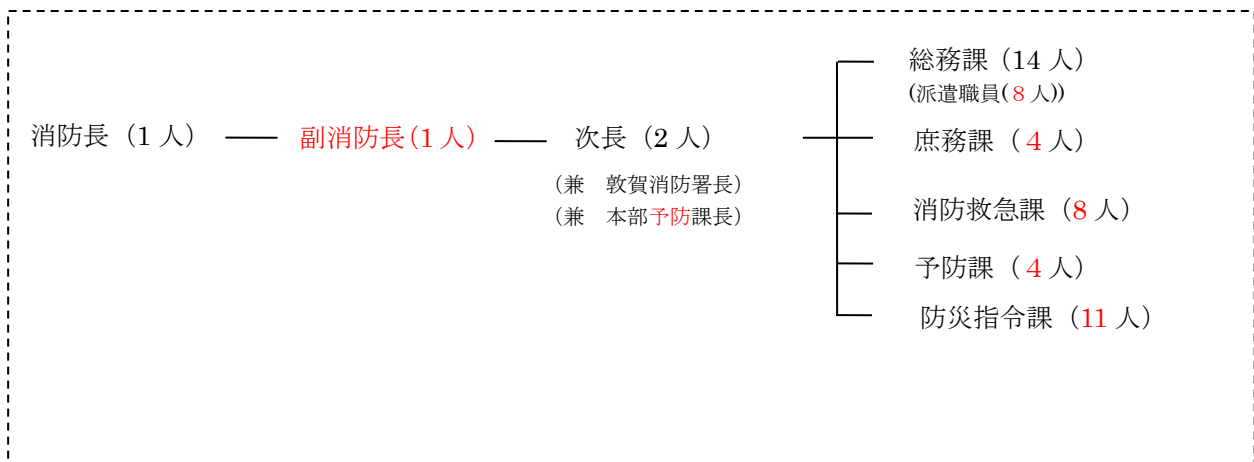 総務課（14 人）
(派遣職員(８人))
消防長（1 人） 副消防長(1 人) 次長（2 人） 庶務課（ 4 人）
（兼　敦賀消防署長）
（兼　本部予防課長）
消防救急課（8 人）
予防課（ 4 人）
防災指令課（11 人）